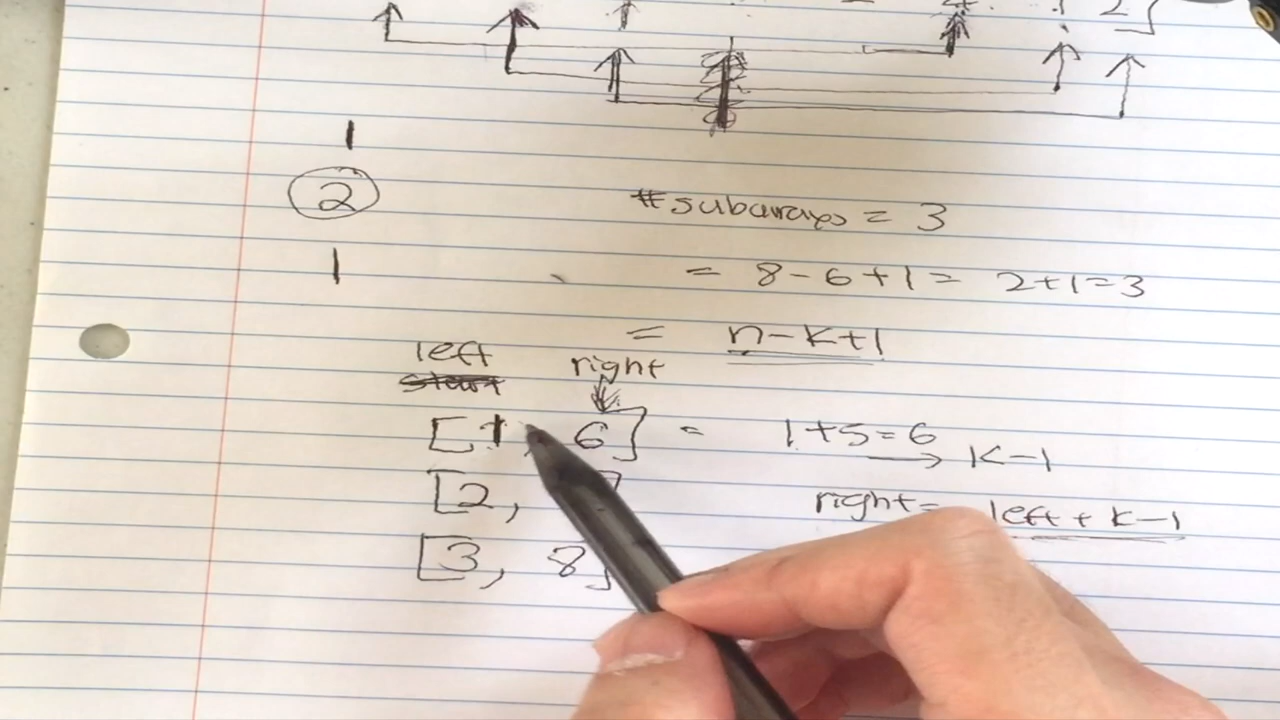 2]
1
2
1
#subarrays = 3
= 8-6+1 = 2+1=3
= n-k+1
left right
start
[1, 6] = 1+5=6
→ k-1
[2, ]
right= left + k-1
[3, 8]